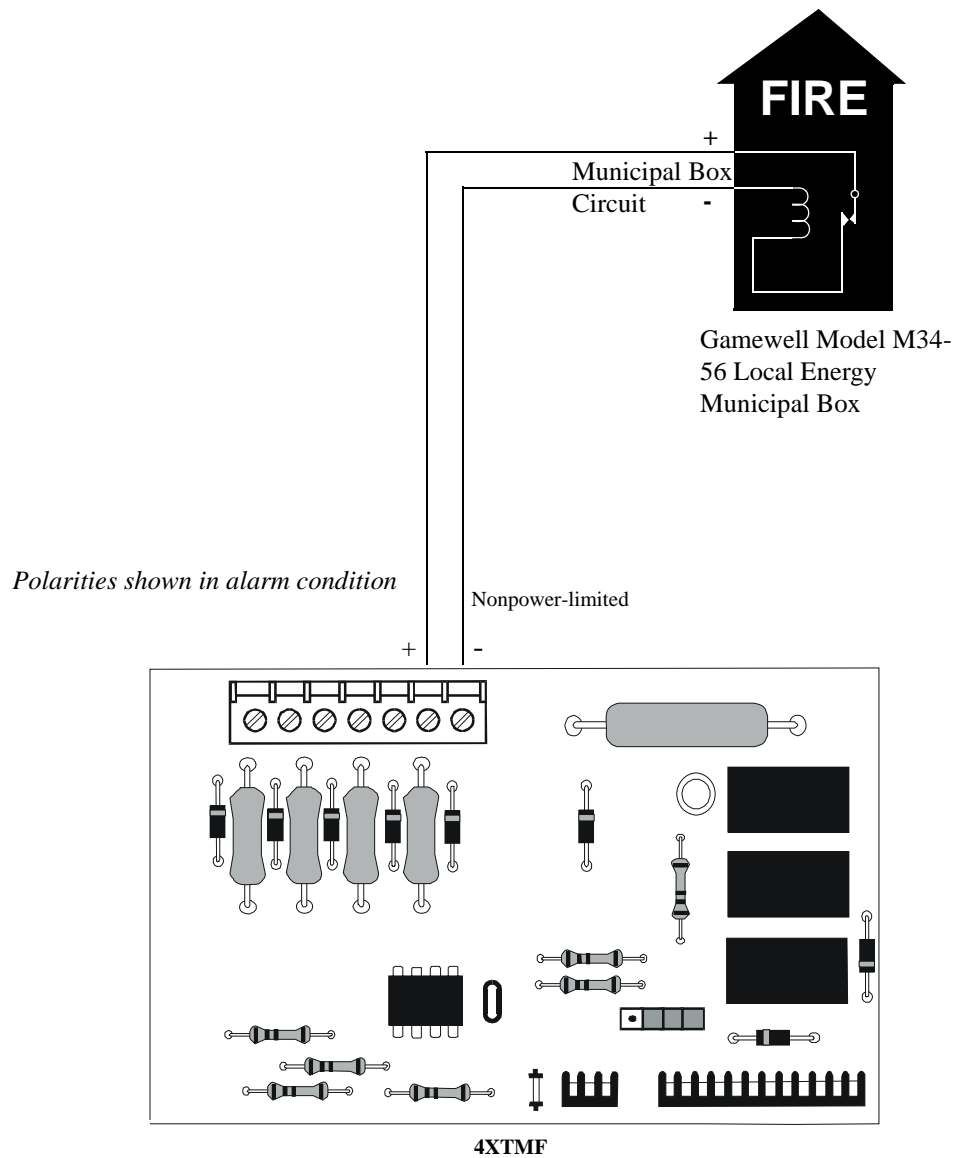 FIRE
+
Municipal Box
Circuit -
Gamewell Model M34-
56 Local Energy
Municipal Box
Polarities shown in alarm condition
Nonpower-limited
+ -
4XTMF